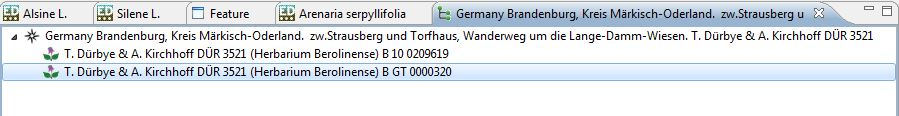 Alsine L. Silene L. Feature Arenaria serpyllifolia Germany Brandenburg, Kreis Märkisch-Oderland. zw.Strausberg u
Germany Brandenburg, Kreis Märkisch-Oderland. zw.Strausberg und Torfhaus, Wanderweg um die Lange-Damm-Wiesen. T. Dürbye & A. Kirchhoff DÜR 3521
T. Dürbye & A. Kirchhoff DÜR 3521 (Herbarium Berolinense) B 10 0209619
T. Dürbye & A. Kirchhoff DÜR 3521 (Herbarium Berolinense) B GT 0000320